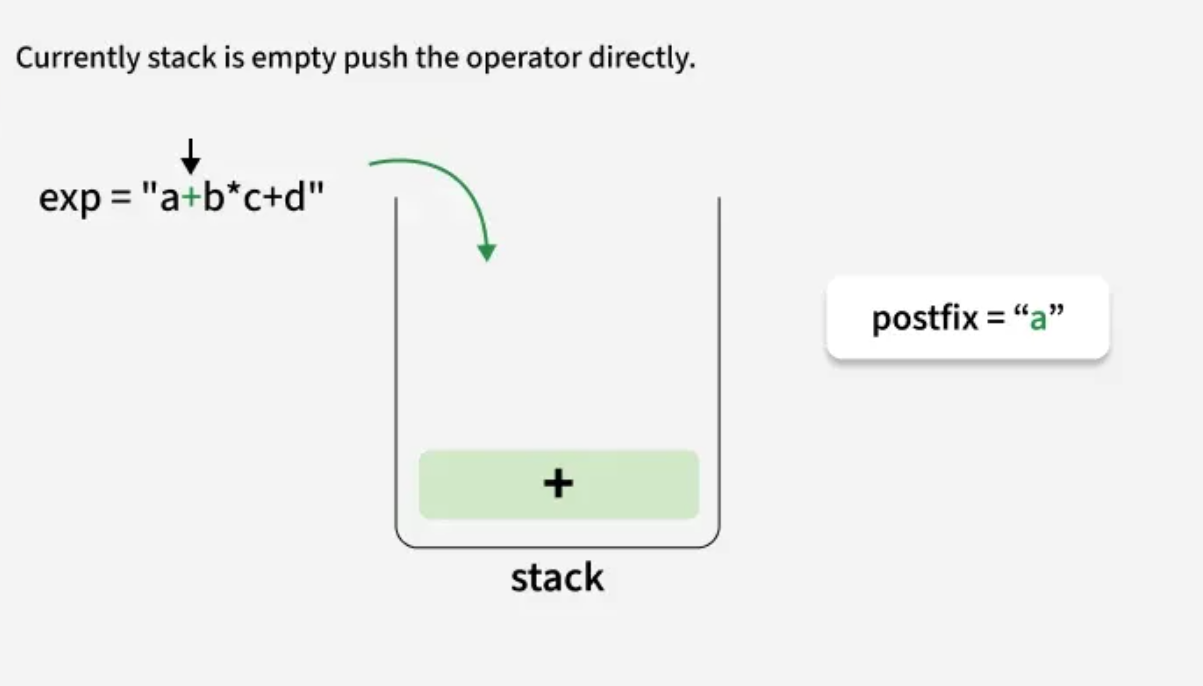 Currently stack is empty push the operator directly.
exp = "a+b*c+d"
postfix = “a”
+
stack